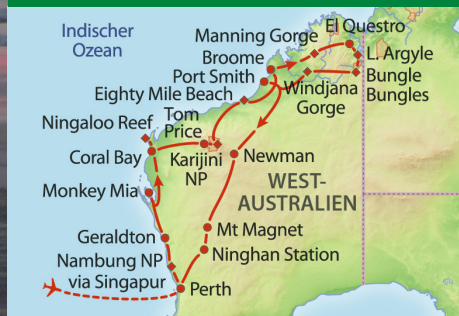 Indischer
Ozean
El Questro
Manning Gorge
Broome
L. Argyle
Port Smith
Bungle
Bungles
Windjana
Gorge
Eighty Mile Beach
Tom
Price
Ningaloo Reef
Coral Bay
Karijini
NP
Newman
Monkey Mia
WEST-
AUSTRALIEN
Geraldton
Mt Magnet
Nambung NP
via Singapur
Ninghan Station
Perth